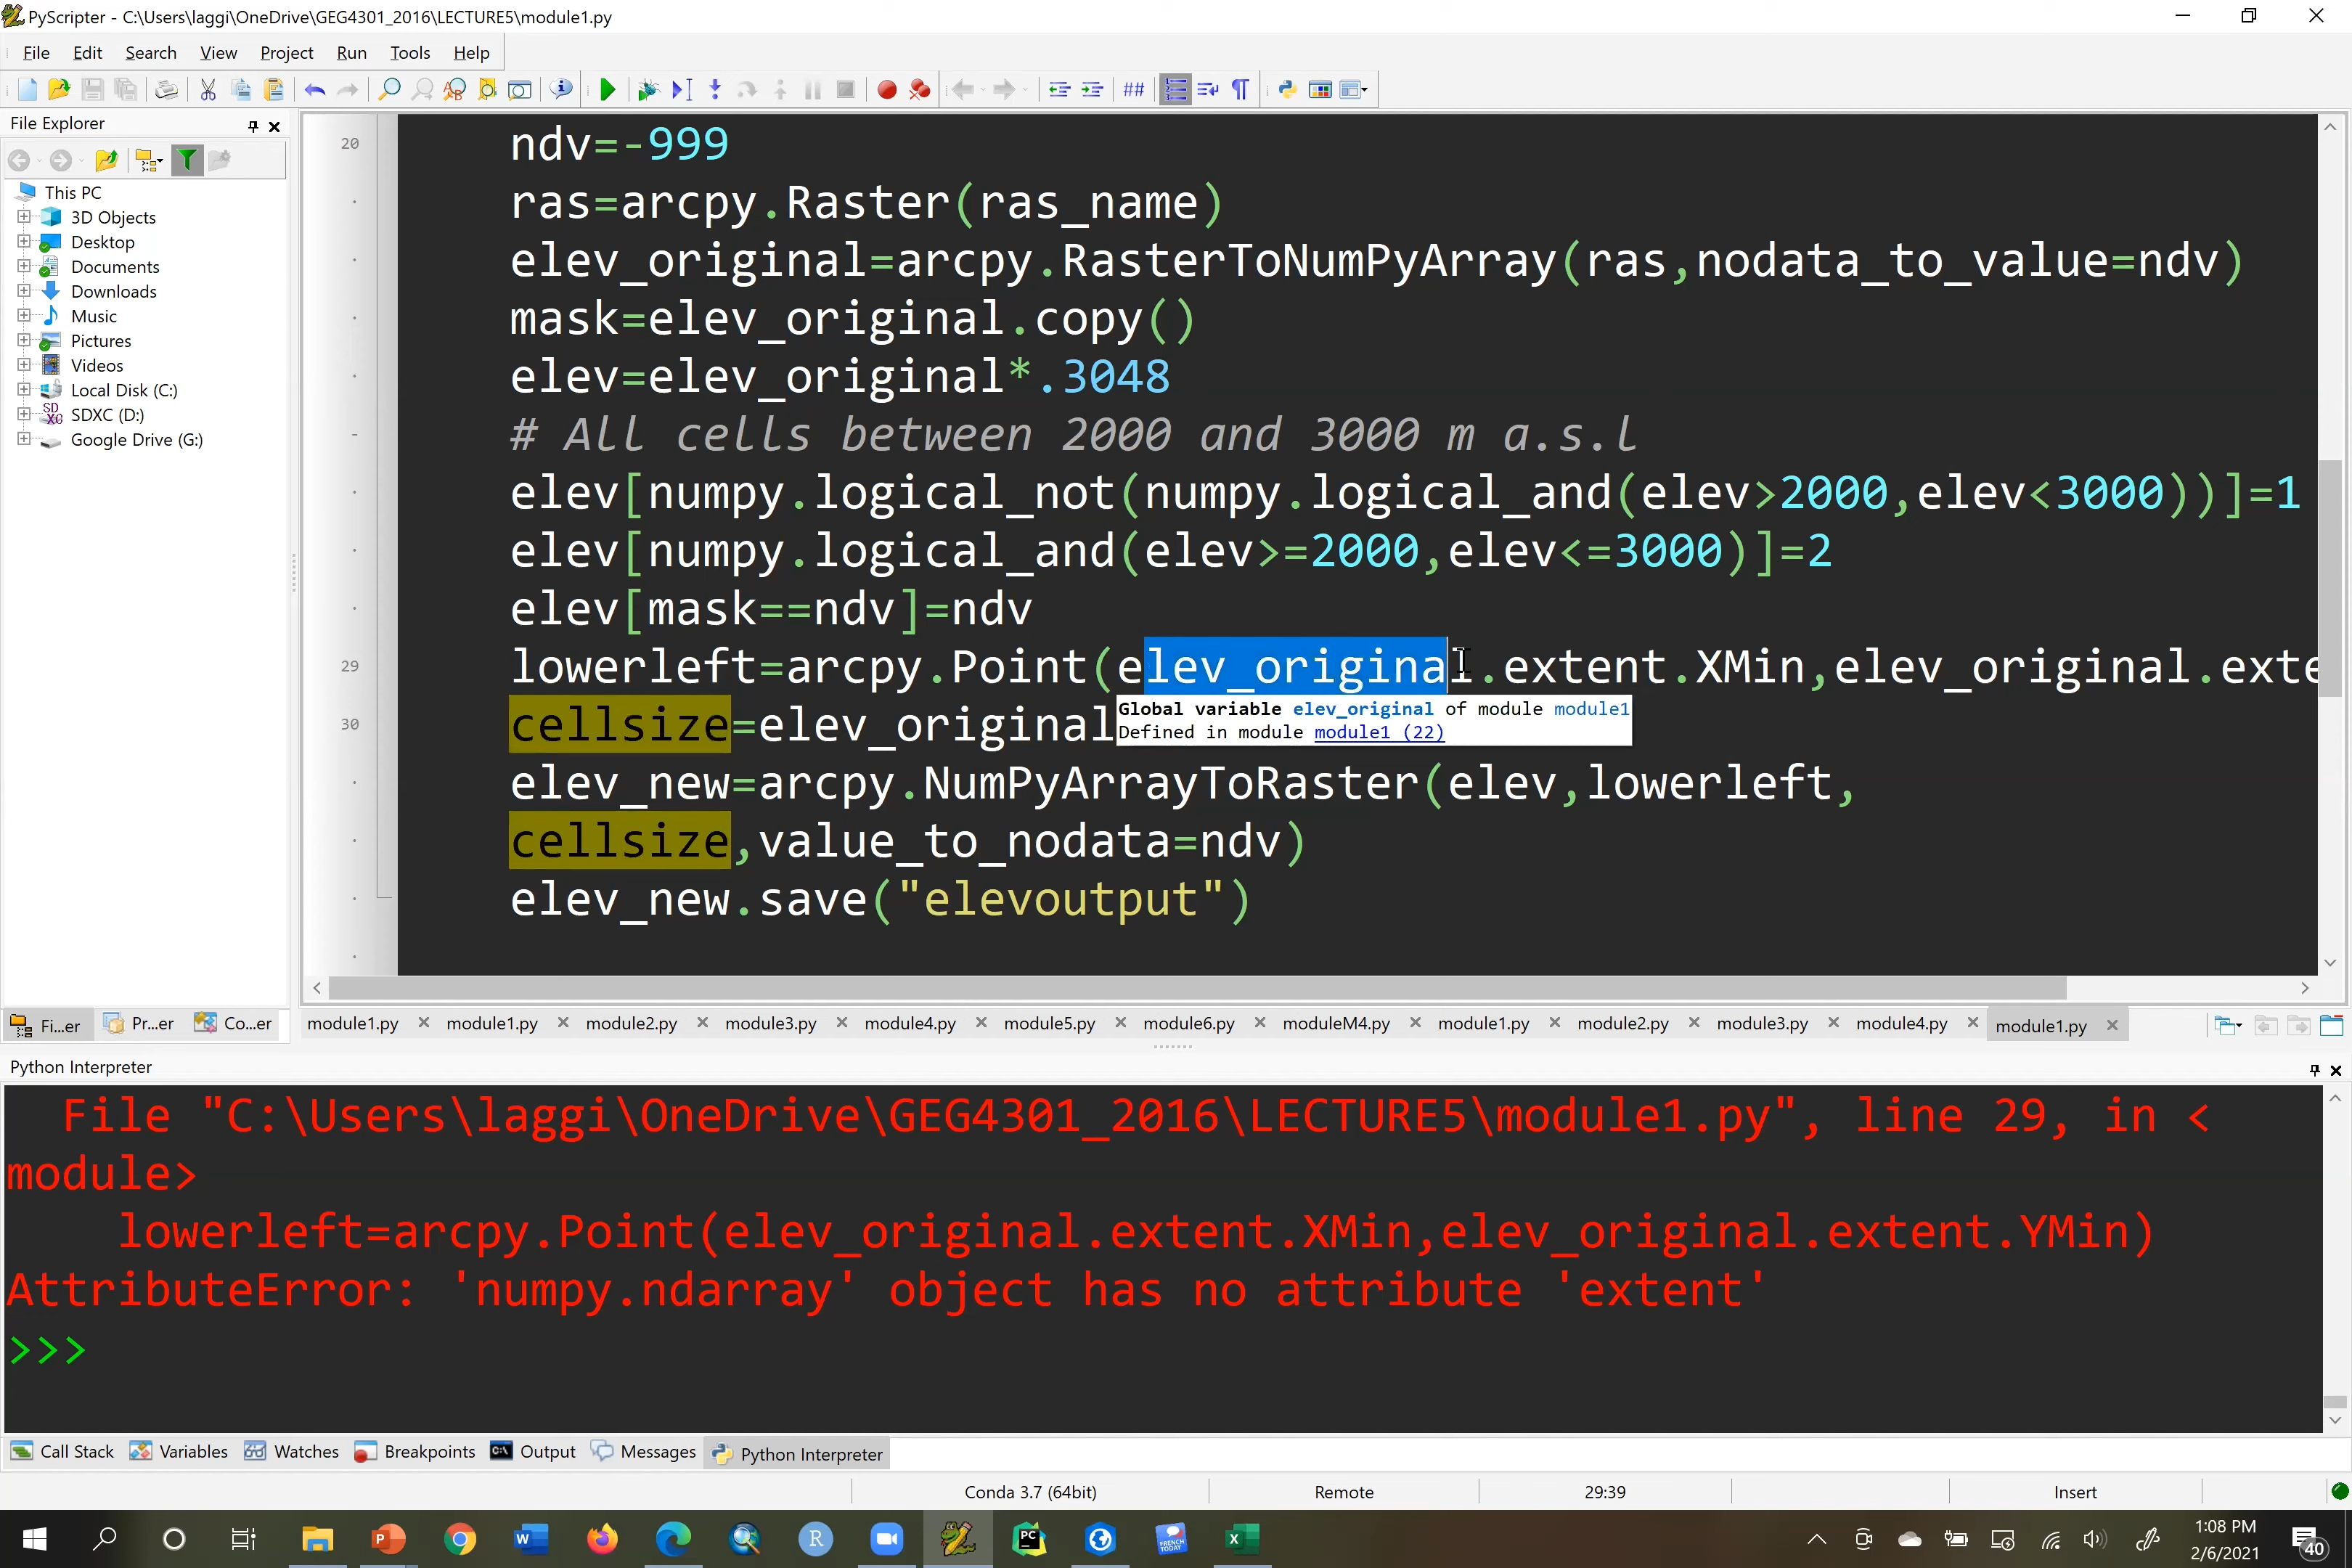 PyScripter - C:\Users\laggi\OneDrive\GEG4301_2016\LECTURE5\module1.py
File Edit Search View Project Run Tools Help
File Explorer
This PC
3D Objects
Desktop
Documents
Downloads
Music
Pictures
Videos
Local Disk (C:)
SDXC (D:)
Google Drive (G:)
Fi...er Pr...er Co...er
20 ndv=-999
ras=arcpy.Raster(ras_name)
elev_original=arcpy.RasterToNumPyArray(ras,nodata_to_value=ndv)
mask=elev_original.copy()
elev=elev_original*.3048
# All cells between 2000 and 3000 m a.s.l
elev[numpy.logical_not(numpy.logical_and(elev>2000,elev<3000))]=1
elev[numpy.logical_and(elev>=2000,elev<=3000)]=2
elev[mask==ndv]=ndv
29 lowerleft=arcpy.Point(elev_original.extent.XMin,elev_original.exte
30 cellsize=elev_original
Global variable elev_original of module module1
Defined in module module1 (22)
elev_new=arcpy.NumPyArrayToRaster(elev,lowerleft,
cellsize,value_to_nodata=ndv)
elev_new.save("elevoutput")
module1.py module1.py module2.py module3.py module4.py module5.py module6.py moduleM4.py module1.py module2.py module3.py module4.py module1.py
Python Interpreter
File "C:\Users\laggi\OneDrive\GEG4301_2016\LECTURE5\module1.py", line 29, in <
module>
lowerleft=arcpy.Point(elev_original.extent.XMin,elev_original.extent.YMin)
AttributeError: 'numpy.ndarray' object has no attribute 'extent'
>>>
Call Stack Variables Watches Breakpoints Output Messages Python Interpreter
Conda 3.7 (64bit) Remote 29:39 Insert
1:08 PM
2/6/2021
40